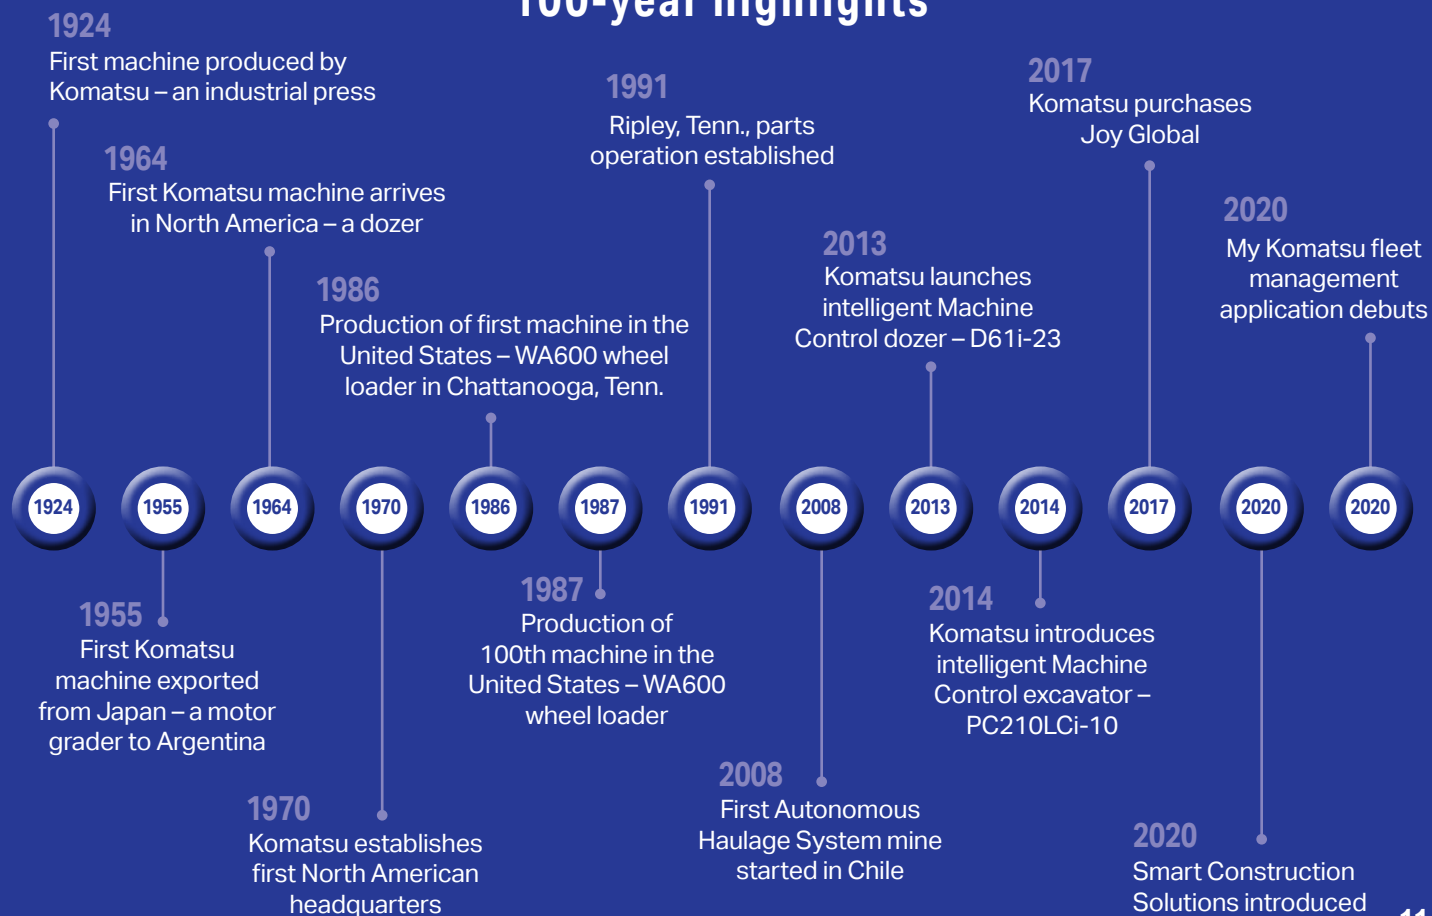 100-year highlights
1924
First machine produced by
Komatsu – an industrial press
1964
First Komatsu machine arrives
in North America – a dozer
1986
Production of first machine in the
United States – WA600 wheel
loader in Chattanooga, Tenn.
1991
Ripley, Tenn., parts
operation established
2013
Komatsu launches
intelligent Machine
Control dozer – D61i-23
2017
Komatsu purchases
Joy Global
2020
My Komatsu fleet
management
application debuts
1924 1955 1964 1970 1986 1987 1991 2008 2013 2014 2017 2020 2020
1955
First Komatsu
machine exported
from Japan – a motor
grader to Argentina
1970
Komatsu establishes
first North American
headquarters
1987
Production of
100th machine in the
United States – WA600
wheel loader
2008
First Autonomous
Haulage System mine
started in Chile
2014
Komatsu introduces
intelligent Machine
Control excavator –
PC210LCi-10
2020
Smart Construction
Solutions introduced
11